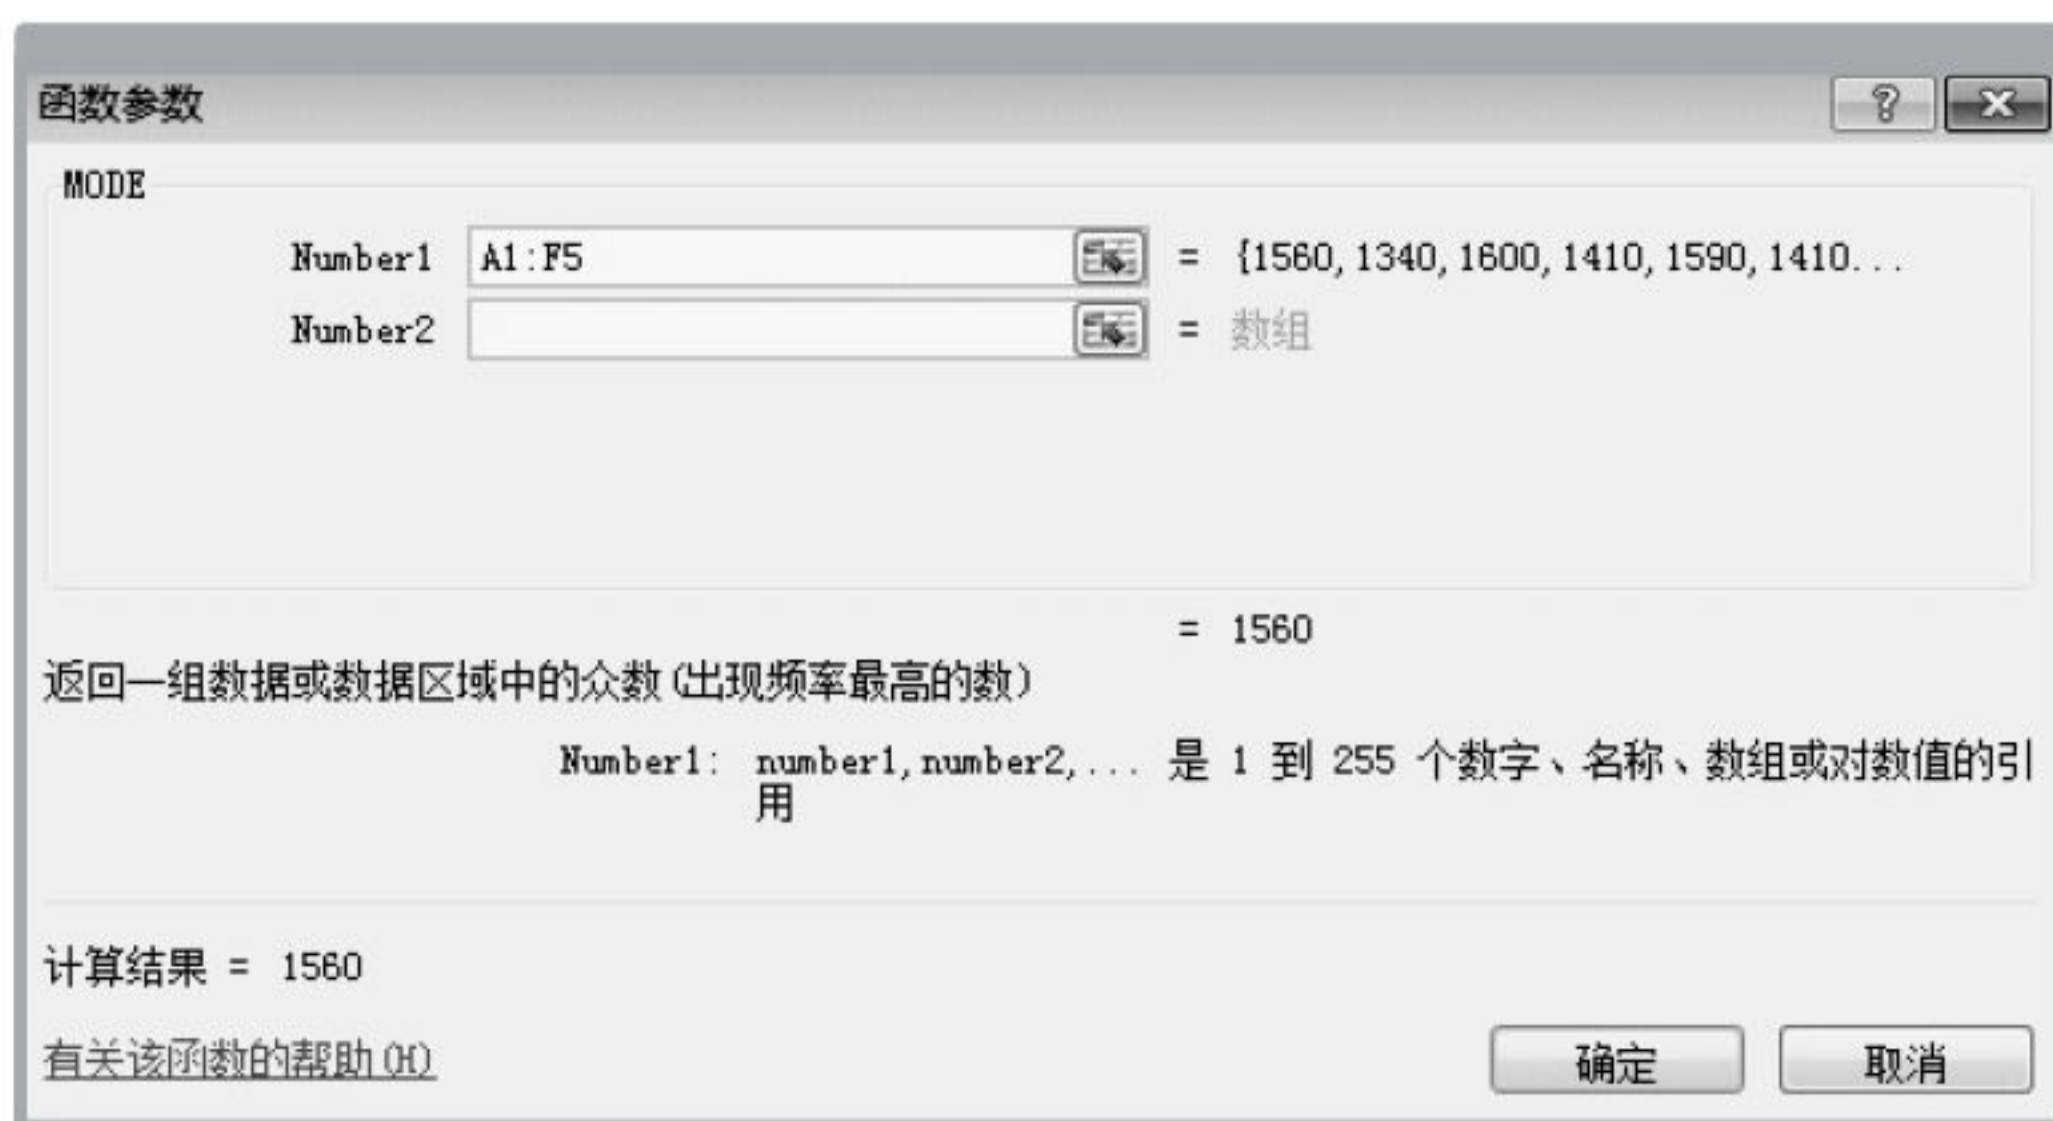 函数参数
MODE
Number1 A1:F5 = {1560,1340,1600,1410,1590,1410...
Number2 = 数组
= 1560
返回一组数据或数据区域中的众数(出现频率最高的数)
Number1: number1,number2,... 是 1 到 255 个数字、名称、数组或对数值的引
用
计算结果 = 1560
有关该函数的帮助(H)
确定 取消